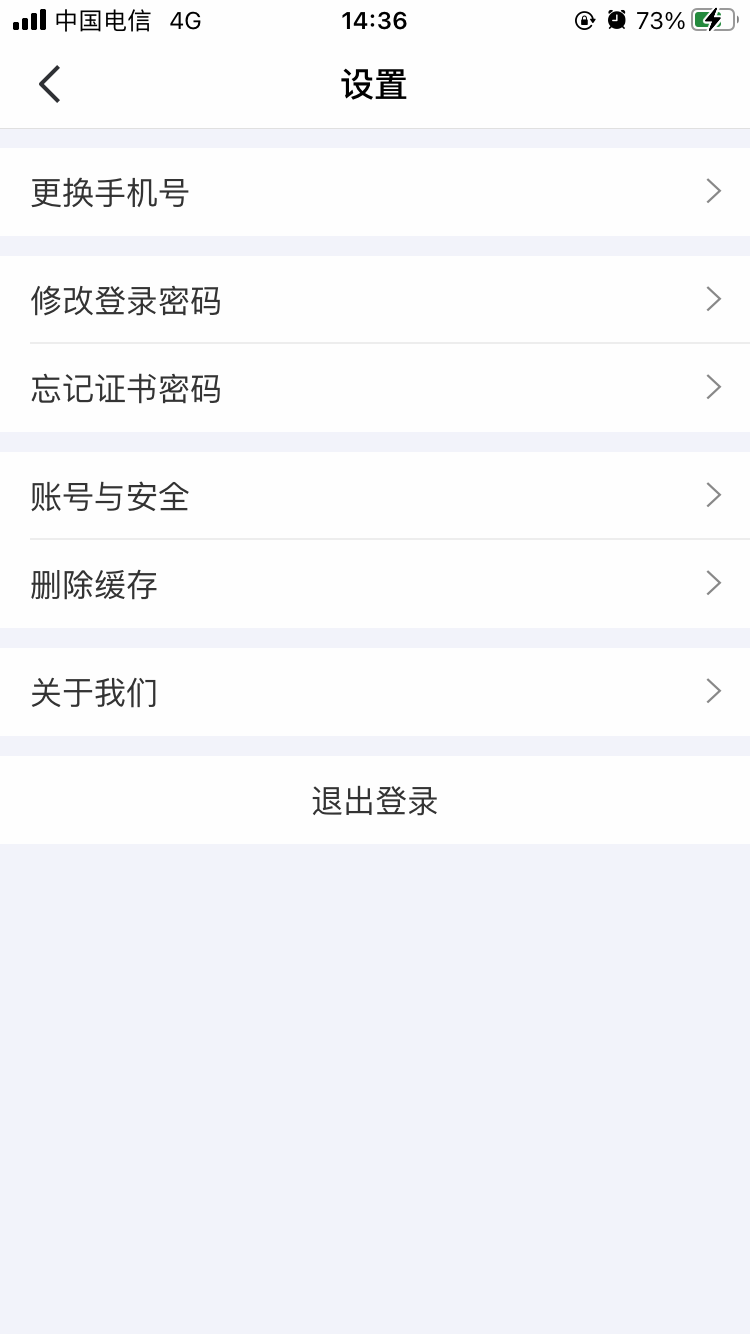 中国电信 4G 14:36 73%
设置
更换手机号
修改登录密码
忘记证书密码
账号与安全
删除缓存
关于我们
退出登录